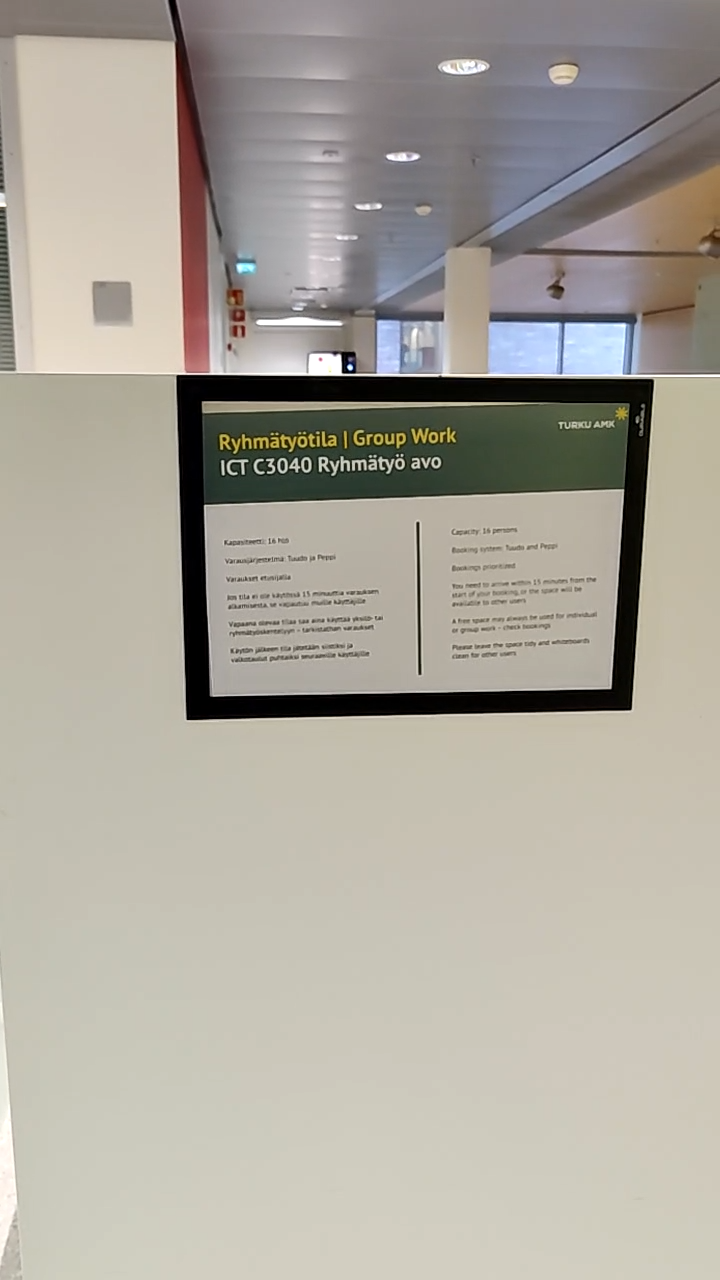 Ryhmätyötila | Group Work
ICT C3040 Ryhmätyö avo
TURKU AMK
Kapasiteetti: 16 hlö
Varausjärjestelmä: Tuudo ja Peppi
Varaukset etusijalla
Jos tila ei ole käytössä 15 minuuttia varauksen
alkamisesta, se vapautuu muille käyttäjille
Vapaana olevaa tilaa saa aina käyttää yksilö- tai
ryhmätyöskentelyyn – tarkistathan varaukset
Käytön jälkeen tila jätetään siistiksi ja
valkotaulut puhtaiksi seuraaville käyttäjille
Capacity: 16 persons
Booking system: Tuudo and Peppi
Bookings prioritized
You need to arrive within 15 minutes from the
start of your booking, or the space will be
available to other users
A free space may always be used for individual
or group work – check bookings
Please leave the space tidy and whiteboards
clean for other users